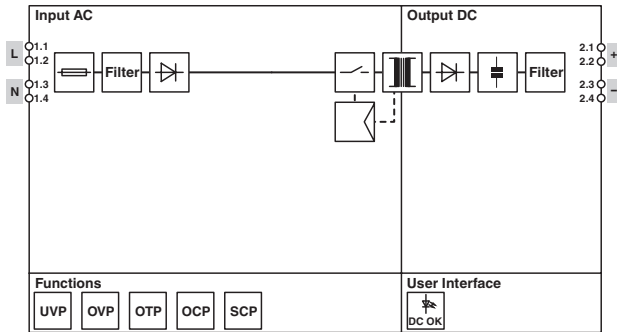 Input AC
Output DC
L
1.1
1.2
N
1.3
1.4
Filter
Filter
2.1
2.2
+
2.3
2.4
–
Functions
UVP
OVP
OTP
OCP
SCP
User Interface
DC OK